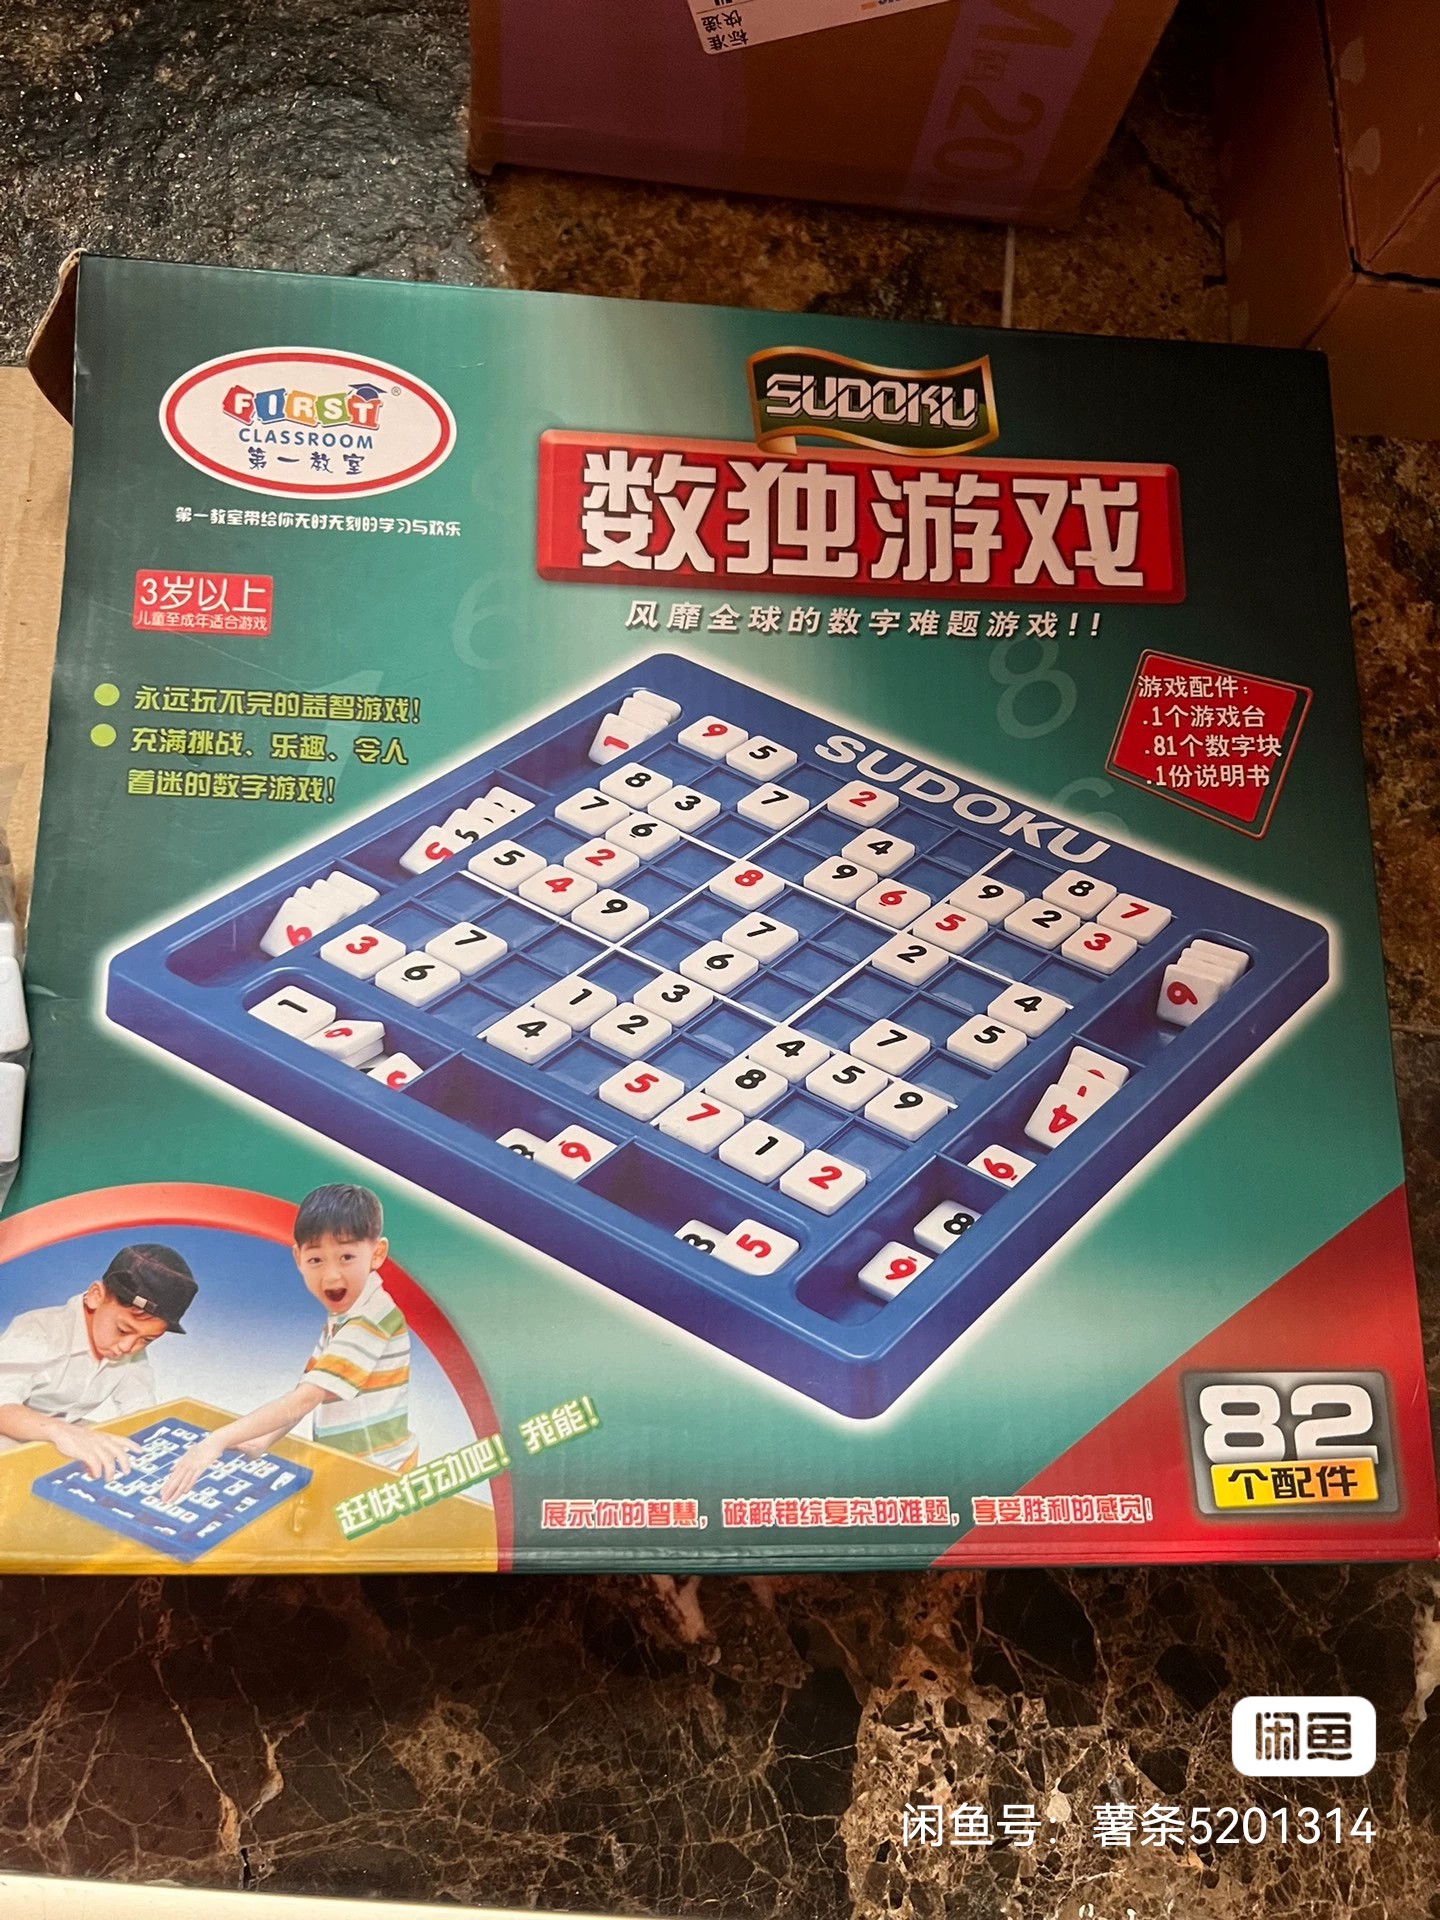 标准
快递
码20
FIRST
CLASSROOM
第一教室
第一教室带给你无时无刻的学习与欢乐
SUDOKU
数独游戏
风靡全球的数字难题游戏!!
3岁以上
儿童至成年适合游戏
永远玩不完的益智游戏!
充满挑战、乐趣、令人
着迷的数字游戏!
游戏配件:
.1个游戏台
.81个数字块
.1份说明书
SUDOKU
赶快行动吧! 我能!
展示你的智慧,破解错综复杂的难题,享受胜利的感觉!
82
个配件
闲鱼
闲鱼号:薯条5201314